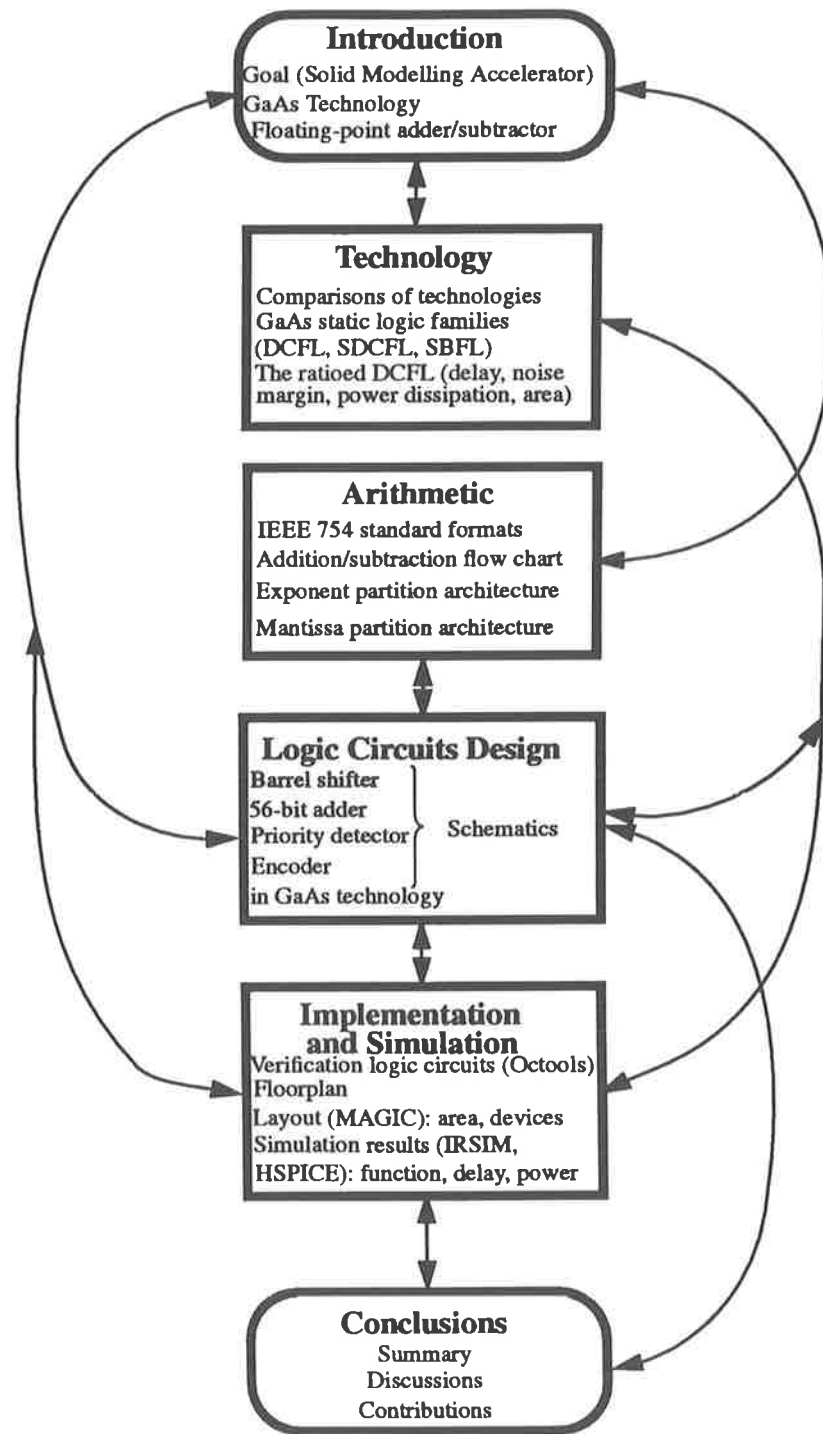 Introduction
Goal (Solid Modelling Accelerator)
GaAs Technology
Floating-point adder/subtractor
Technology
Comparisons of technologies
GaAs static logic families
(DCFL, SDCFL, SBFL)
The ratioed DCFL (delay, noise
margin, power dissipation, area)
Arithmetic
IEEE 754 standard formats
Addition/subtraction flow chart
Exponent partition architecture
Mantissa partition architecture
Logic Circuits Design
Barrel shifter
56-bit adder
Priority detector
Schematics
Encoder
in GaAs technology
Implementation
and Simulation
Verification logic circuits (Octools)
Floorplan
Layout (MAGIC): area, devices
Simulation results (IRSIM,
HSPICE): function, delay, power
Conclusions
Summary
Discussions
Contributions